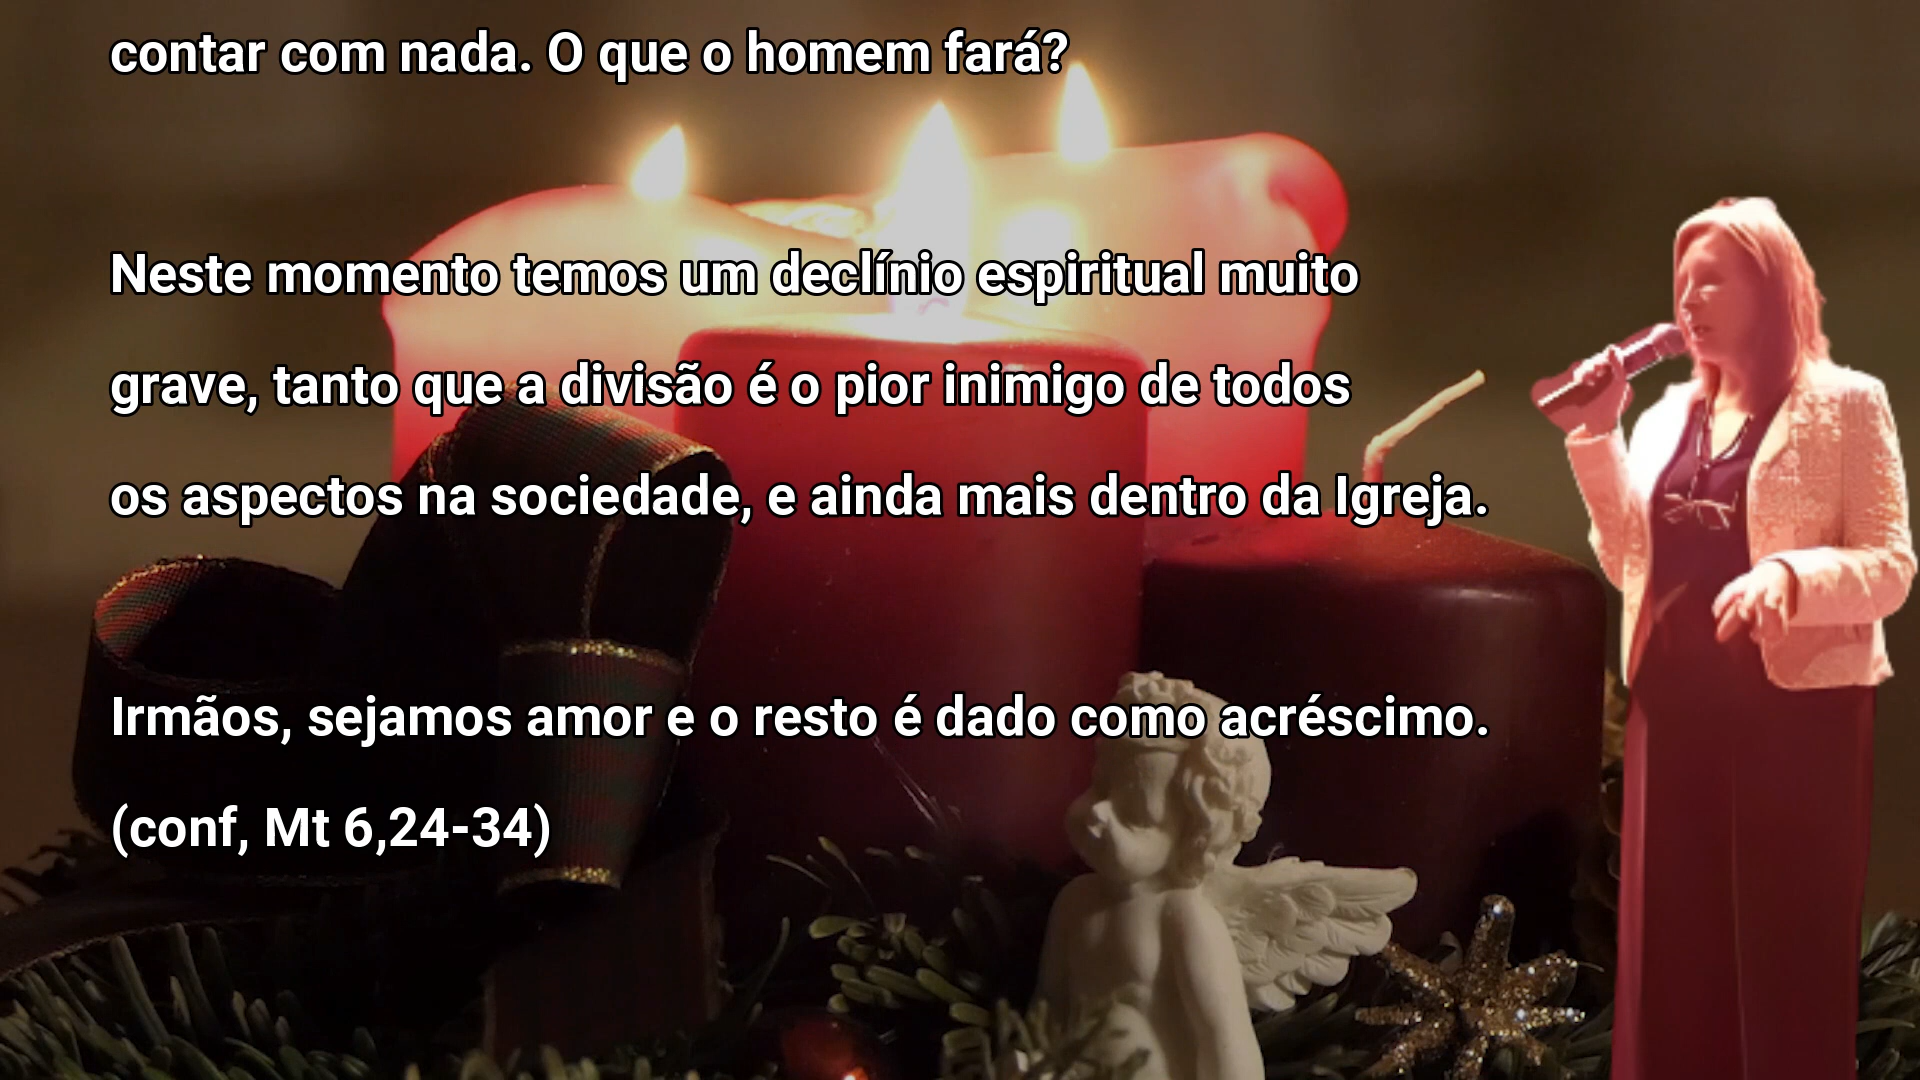 contar com nada. O que o homem fará?
Neste momento temos um declínio espiritual muito
grave, tanto que a divisão é o pior inimigo de todos
os aspectos na sociedade, e ainda mais dentro da Igreja.
Irmãos, sejamos amor e o resto é dado como acréscimo.
(conf, Mt 6,24-34)